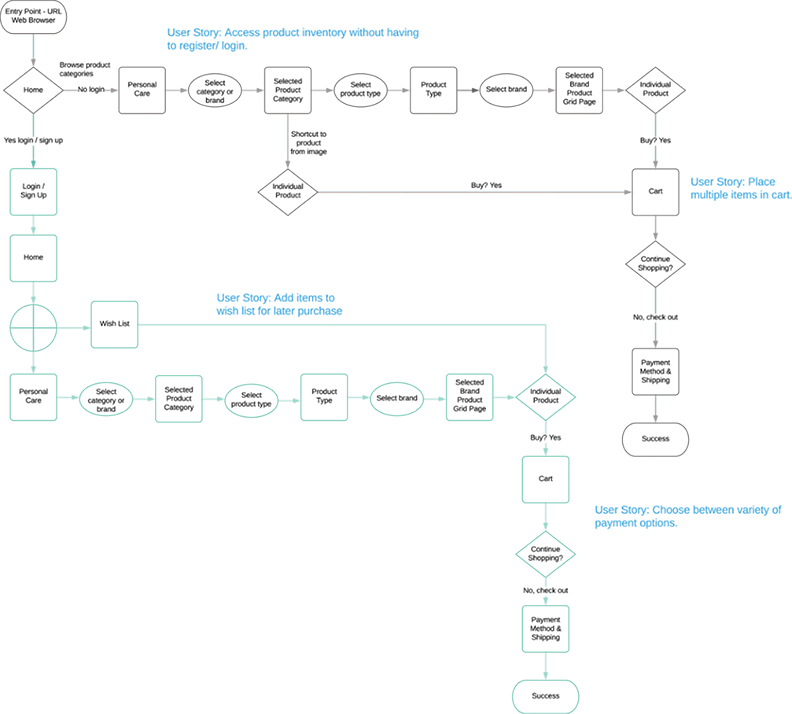 Entry Point - URL
Web Browser
User Story: Access product inventory without having
to register/ login.
Browse product
categories
Home
No login
Personal
Care
Select
category or
brand
Selected
Product
Category
Select
product type
Product
Type
Select brand
Selected
Brand
Product
Grid Page
Individual
Product
Shortcut to
product
from image
Buy? Yes
Yes login / sign up
Login /
Sign Up
Individual
Product
Buy? Yes
Cart
User Story: Place
multiple items in cart.
Home
Continue
Shopping?
User Story: Add items to
wish list for later purchase
Wish List
No, check out
Payment
Method &
Shipping
Success
Personal
Care
Select
category or
brand
Selected
Product
Category
Select
product type
Product
Type
Select brand
Selected
Brand
Product
Grid Page
Individual
Product
Buy? Yes
Cart
User Story: Choose between variety of
payment options.
Continue
Shopping?
No, check out
Payment
Method &
Shipping
Success